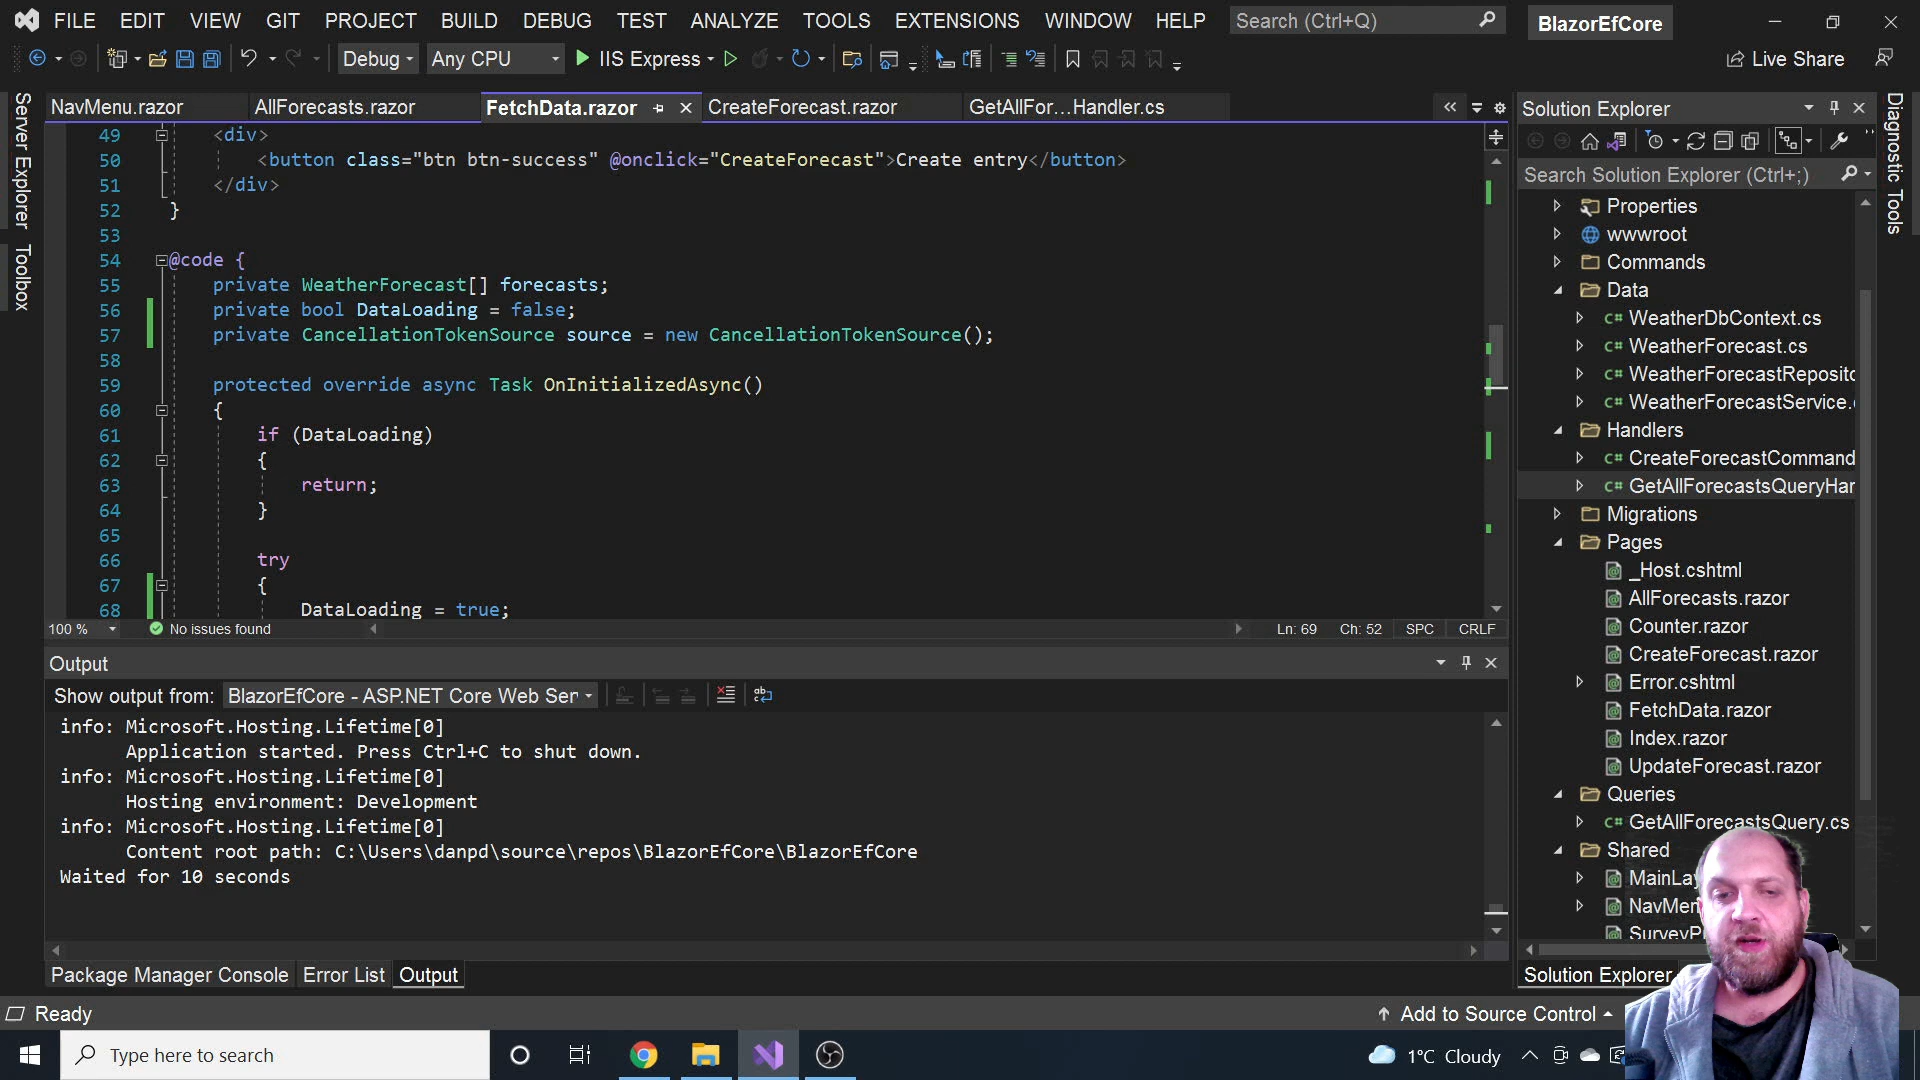 FILE EDIT VIEW GIT PROJECT BUILD DEBUG TEST ANALYZE TOOLS EXTENSIONS WINDOW HELP Search (Ctrl+Q) BlazorEfCore
Debug Any CPU IIS Express Live Share
NavMenu.razor AllForecasts.razor FetchData.razor CreateForecast.razor GetAllFor...Handler.cs
Server Explorer
Toolbox
49 <div>
50 <button class="btn btn-success" @onclick="CreateForecast">Create entry</button>
51 </div>
52 }
53
54 @code {
55 private WeatherForecast[] forecasts;
56 private bool DataLoading = false;
57 private CancellationTokenSource source = new CancellationTokenSource();
58
59 protected override async Task OnInitializedAsync()
60 {
61 if (DataLoading)
62 {
63 return;
64 }
65
66 try
67 {
68 DataLoading = true;
100 % No issues found Ln: 69 Ch: 52 SPC CRLF
Output
Show output from: BlazorEfCore - ASP.NET Core Web Ser
info: Microsoft.Hosting.Lifetime[0]
Application started. Press Ctrl+C to shut down.
info: Microsoft.Hosting.Lifetime[0]
Hosting environment: Development
info: Microsoft.Hosting.Lifetime[0]
Content root path: C:\Users\danpd\source\repos\BlazorEfCore\BlazorEfCore
Waited for 10 seconds
Package Manager Console Error List Output
Solution Explorer
Search Solution Explorer (Ctrl+;)
Properties
wwwroot
Commands
Data
C# WeatherDbContext.cs
C# WeatherForecast.cs
C# WeatherForecastReposito
C# WeatherForecastService.
Handlers
C# CreateForecastCommand
C# GetAllForecastsQueryHan
Migrations
Pages
_Host.cshtml
AllForecasts.razor
Counter.razor
CreateForecast.razor
Error.cshtml
FetchData.razor
Index.razor
UpdateForecast.razor
Queries
C# GetAllForecastsQuery.cs
Shared
MainLay
NavMen
SurveyP
Solution Explorer
Diagnostic Tools
Ready Add to Source Control
Type here to search 1°C Cloudy